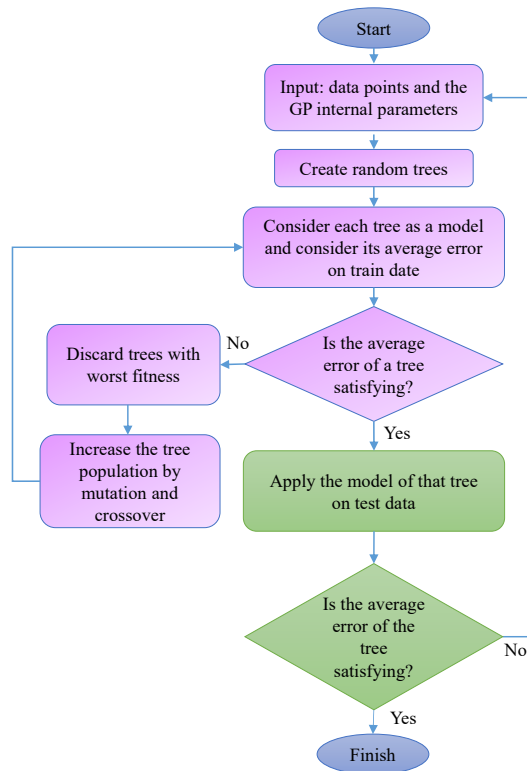 Start
Input: data points and the
GP internal parameters
Create random trees
Consider each tree as a model
and consider its average error
on train date
Is the average
error of a tree
satisfying?
No
Discard trees with
worst fitness
Increase the tree
population by
mutation and
crossover
Yes
Apply the model of that tree
on test data
Is the average
error of the
tree
satisfying?
No
Yes
Finish